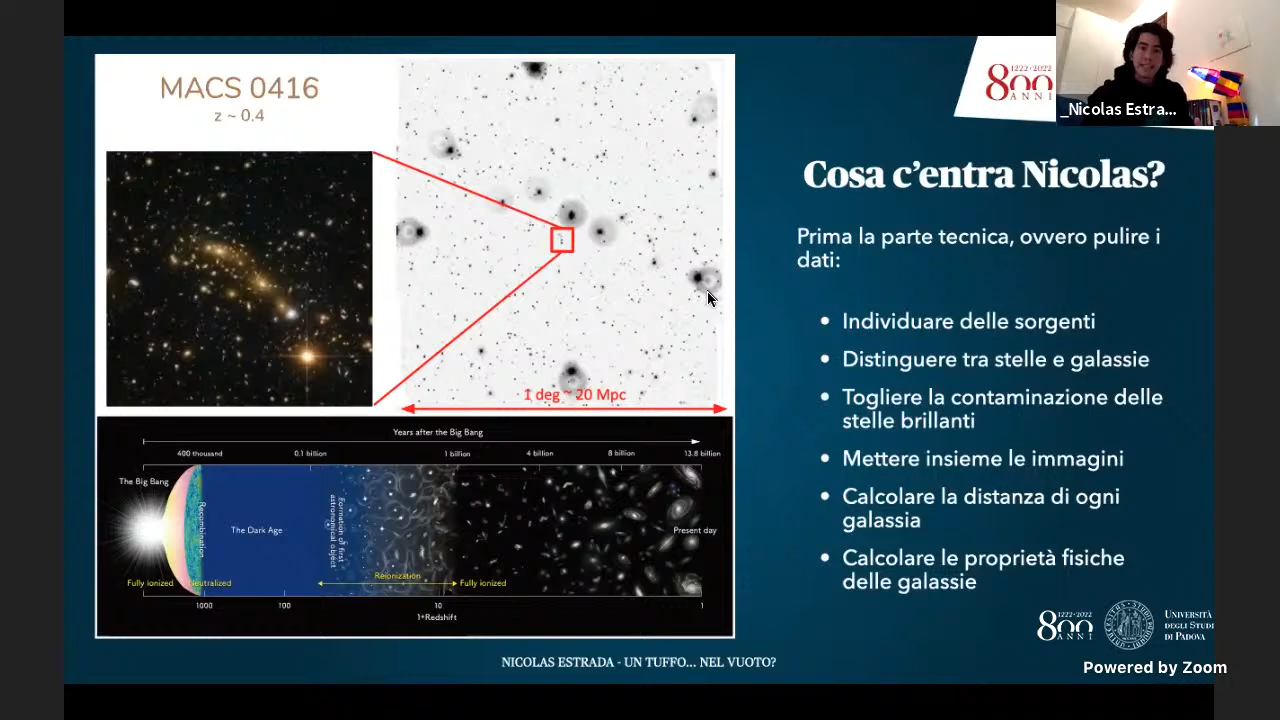 MACS 0416
z ~ 0.4
1 deg ~ 20 Mpc
Years after the Big Bang
400 thousand 0.1 billion 1 billion 4 billion 8 billion 13.8 billion
The Big Bang
Recombination
The Dark Age
Formation of first
astronomical object
Present day
Fully ionized Neutralized Reionization Fully ionized
1000 100 10 1
1+Redshift
1222·2022
800
ANNI
_Nicolas Estra...
Cosa c'entra Nicolas?
Prima la parte tecnica, ovvero pulire i
dati:
• Individuare delle sorgenti
• Distinguere tra stelle e galassie
• Togliere la contaminazione delle
stelle brillanti
• Mettere insieme le immagini
• Calcolare la distanza di ogni
galassia
• Calcolare le proprietà fisiche
delle galassie
1222·2022
800
ANNI
UNIVERSITÀ
DEGLI STUDI
DI PADOVA
NICOLAS ESTRADA - UN TUFFO... NEL VUOTO?
Powered by Zoom